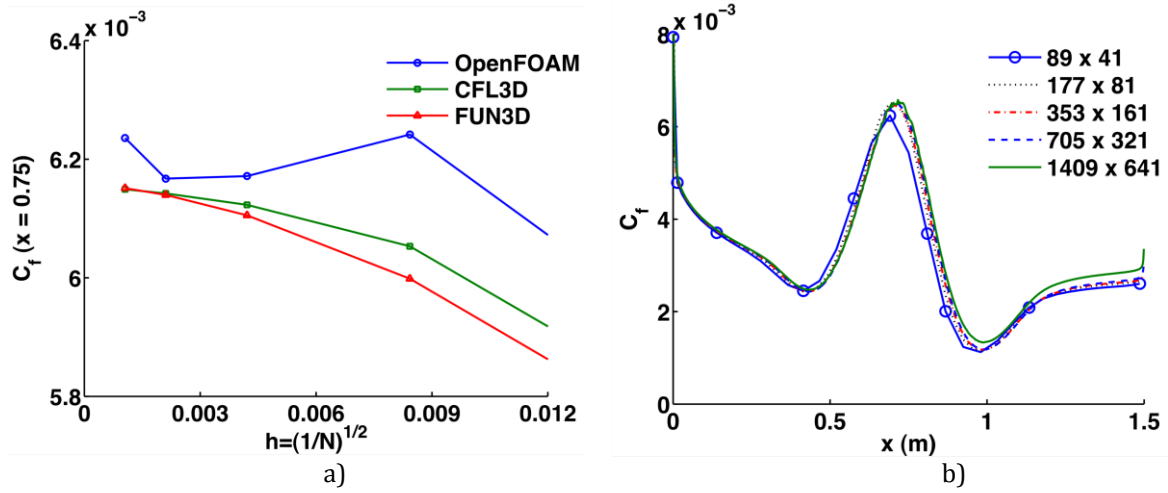 a)
x 10⁻³
6.4
6.2
6
5.8
C_f (x = 0.75)
OpenFOAM
CFL3D
FUN3D
0
0.003
0.006
0.009
0.012
h=(1/N)^1/2
a)
b)
x 10⁻³
8
6
4
2
0
C_f
89 x 41
177 x 81
353 x 161
705 x 321
1409 x 641
0
0.5
1
1.5
x (m)
b)